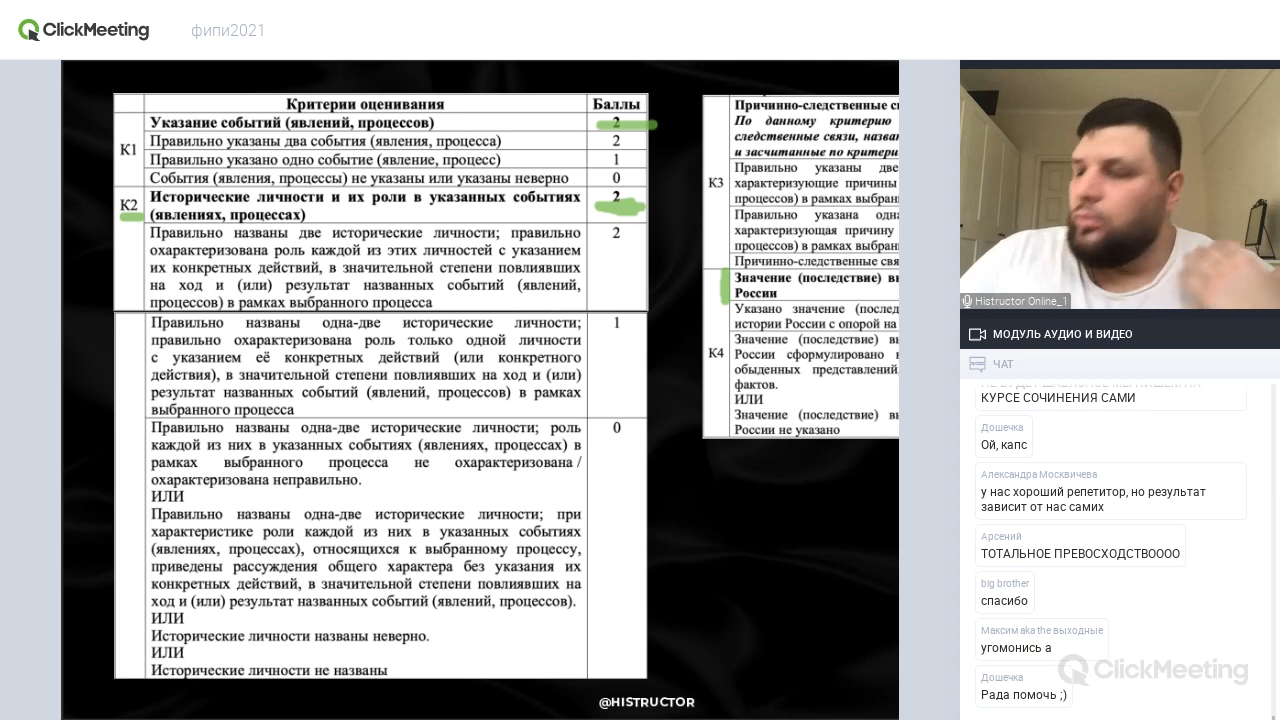 ClickMeeting
фипи2021
Критерии оценивания
Баллы
К1
Указание событий (явлений, процессов)
2
Правильно указаны два события (явления, процесса)
2
Правильно указано одно событие (явление, процесс)
1
События (явления, процессы) не указаны или указаны неверно
0
К2
Исторические личности и их роли в указанных событиях
(явлениях, процессах)
2
Правильно названы две исторические личности; правильно
охарактеризована роль каждой из этих личностей с указанием
их конкретных действий, в значительной степени повлиявших
на ход и (или) результат названных событий (явлений,
процессов) в рамках выбранного процесса
2
Правильно названы одна-две исторические личности;
правильно охарактеризована роль только одной личности
с указанием её конкретных действий (или конкретного
действия), в значительной степени повлиявших на ход и (или)
результат названных событий (явлений, процессов) в рамках
выбранного процесса
1
Правильно названы одна-две исторические личности; роль
каждой из них в указанных событиях (явлениях, процессах) в
рамках выбранного процесса не охарактеризована /
охарактеризована неправильно.
ИЛИ
Правильно названы одна-две исторические личности; при
характеристике роли каждой из них в указанных событиях
(явлениях, процессах), относящихся к выбранному процессу,
приведены рассуждения общего характера без указания их
конкретных действий, в значительной степени повлиявших на
ход и (или) результат названных событий (явлений, процессов).
ИЛИ
Исторические личности названы неверно.
ИЛИ
Исторические личности не названы
0
К3
Причинно-следственные
По данному критерию
следственные связи,
и засчитанные по
Правильно указаны две
характеризующие причины
процессов) в рамках
Правильно указана
характеризующая причину
процессов) в рамках
Причинно-следственные
К4
Значение (последствие)
России
Указано значение
истории России с опорой на
Значение (последствие)
России сформулировано
обыденных представлений
фактов.
ИЛИ
Значение (последствие)
России не указано
@HISTRUCTOR
Histructor Online_1
МОДУЛЬ АУДИО И ВИДЕО
ЧАТ
КУРСЕ СОЧИНЕНИЯ САМИ
Дошечка
Ой, капс
Александра Москвичева
у нас хороший репетитор, но результат
зависит от нас самих
Арсений
ТОТАЛЬНОЕ ПРЕВОСХОДСТВОООО
big brother
спасибо
Максим aka the выходные
угомонись а
Дошечка
Рада помочь ;)
ClickMeeting